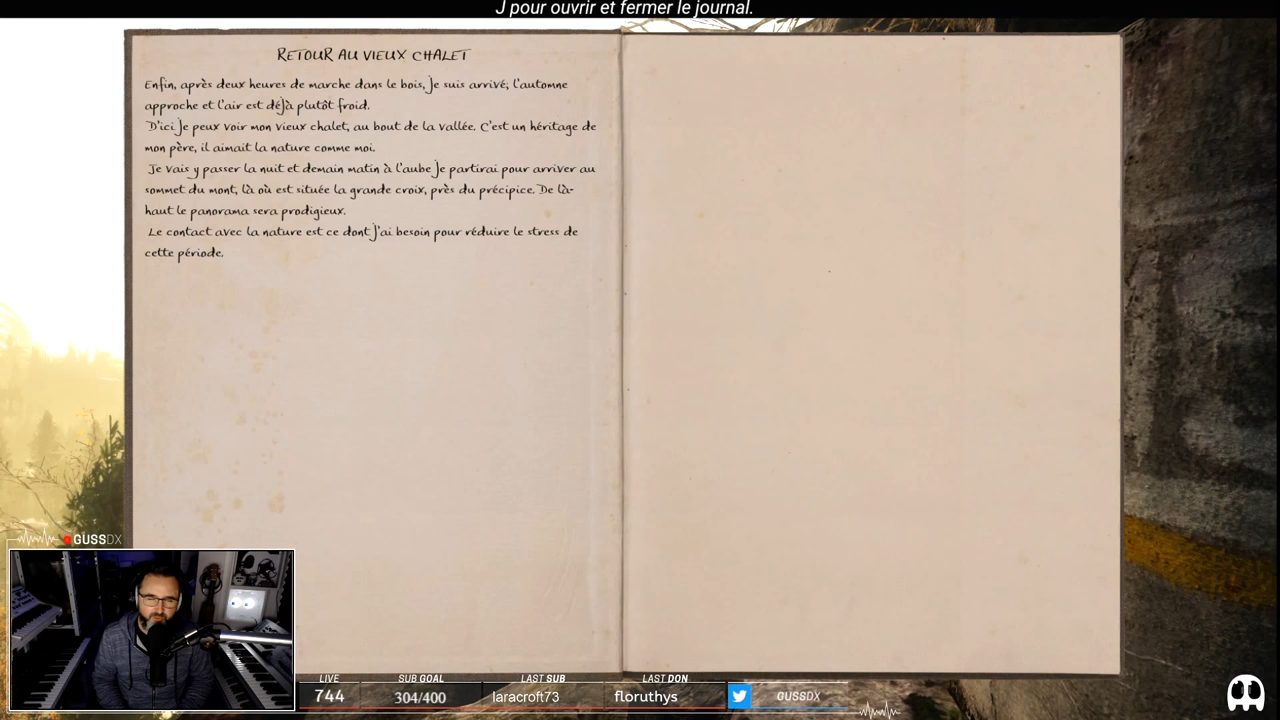 J pour ouvrir et fermer le journal.
RETOUR AU VIEUX CHALET
Enfin, après deux heures de marche dans le bois, je suis arrivé; l'automne
approche et l'air est déjà plutôt froid.
D'ici je peux voir mon vieux chalet, au bout de la vallée. C'est un héritage de
mon père, il aimait la nature comme moi.
Je vais y passer la nuit et demain matin à l'aube je partirai pour arriver au
sommet du mont, là où est située la grande croix, près du précipice. De là-
haut le panorama sera prodigieux.
Le contact avec la nature est ce dont j'ai besoin pour réduire le stress de
cette période.
GUSSDX
LIVE
744
SUB GOAL
304/400
LAST SUB
laracroft73
LAST DON
floruthys
GUSSDX